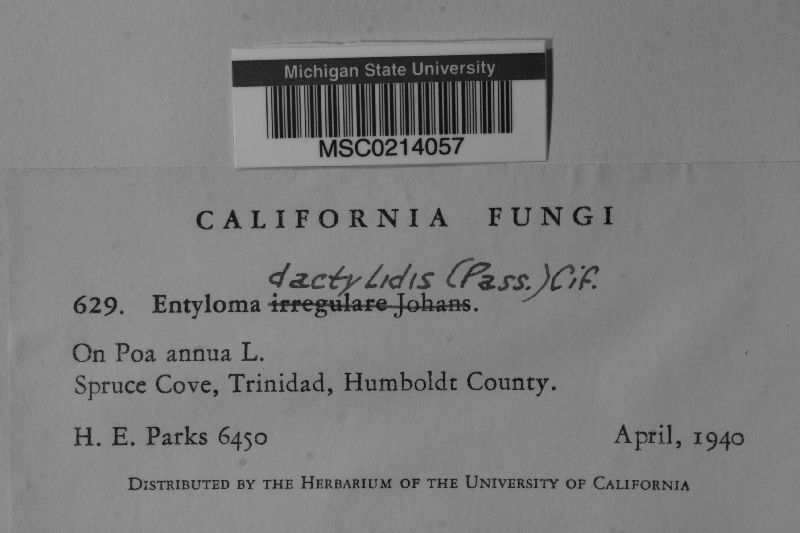 Michigan State University
MSC0214057
CALIFORNIA FUNGI
dactylidis (Pass.) Cif.
629. Entyloma irregulare Johans.
On Poa annua L.
Spruce Cove, Trinidad, Humboldt County.
H. E. Parks 6450 April, 1940
DISTRIBUTED BY THE HERBARIUM OF THE UNIVERSITY OF CALIFORNIA